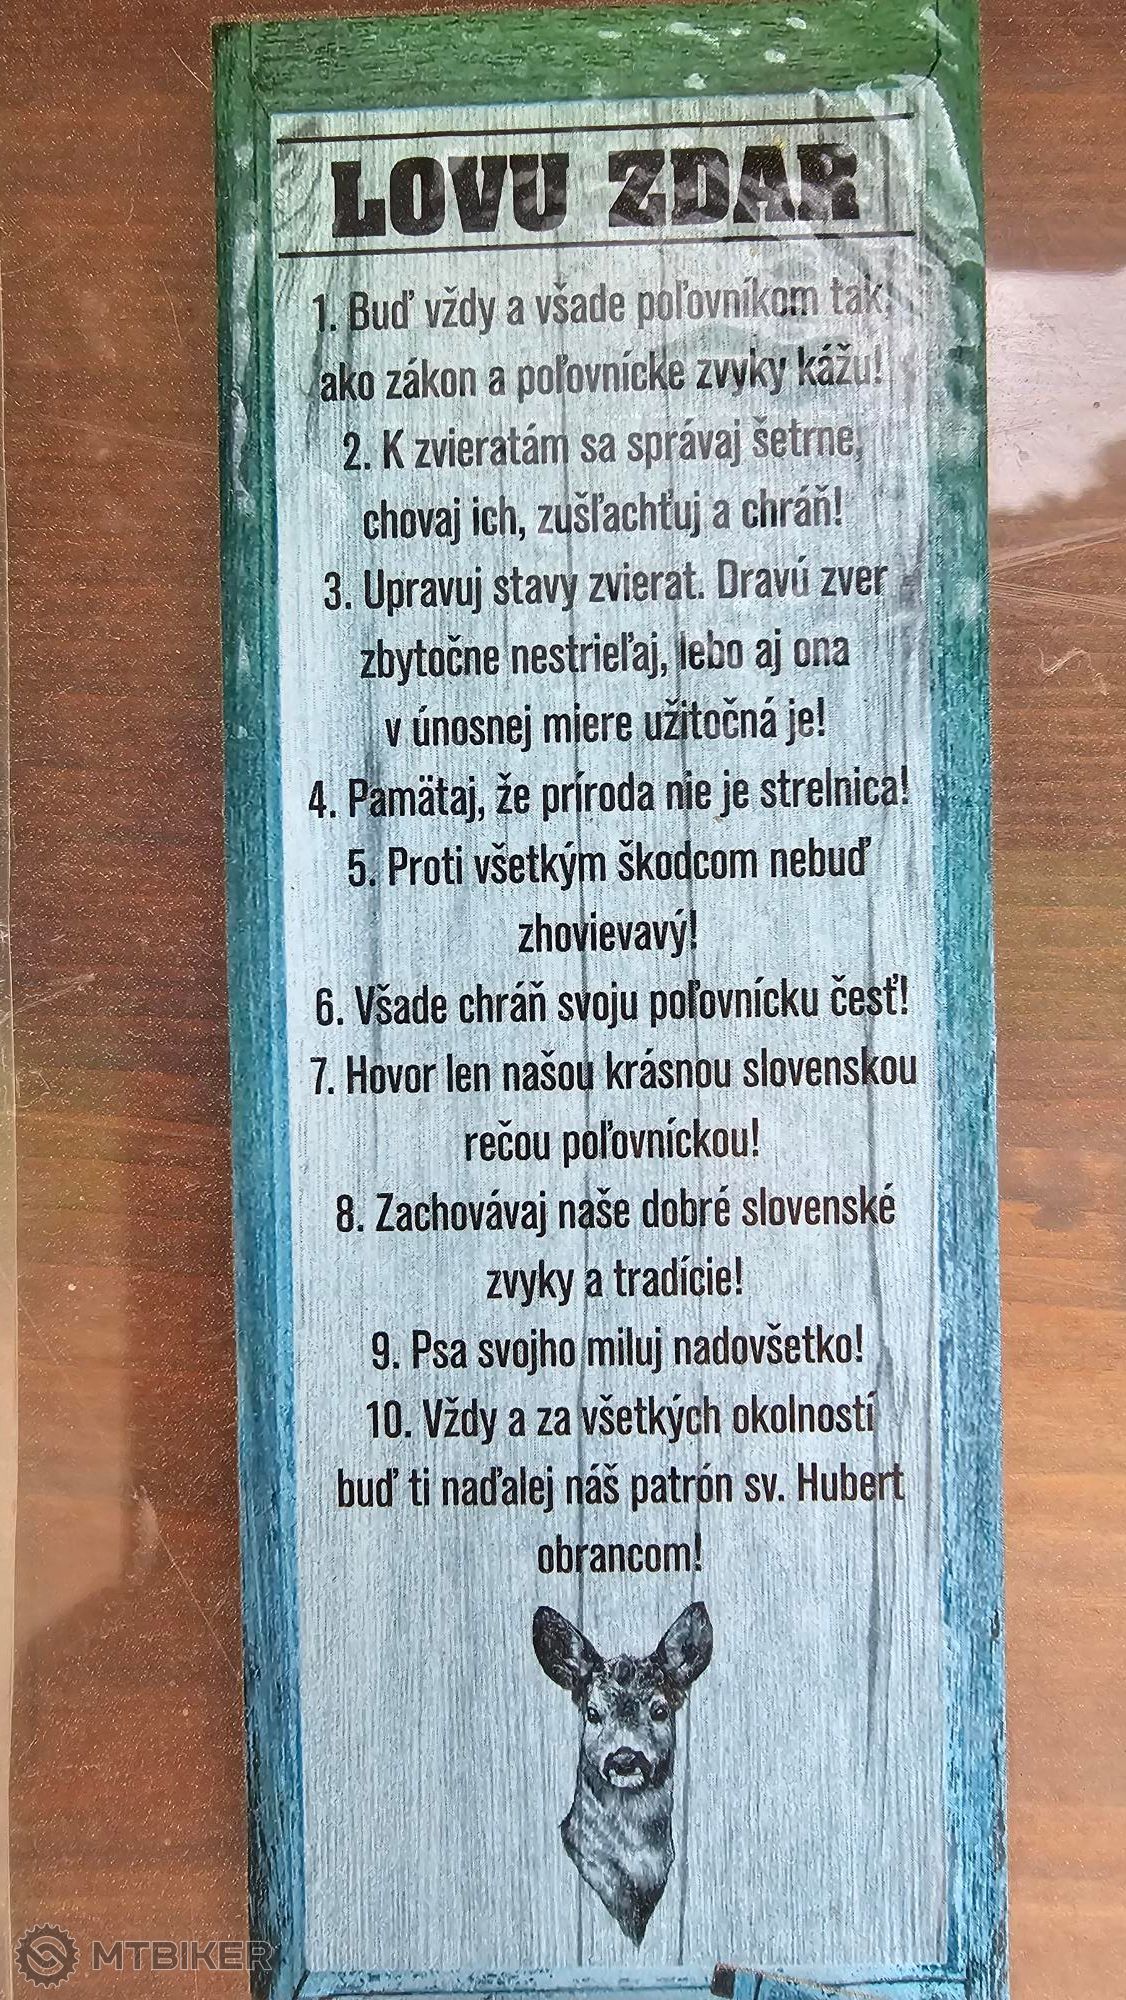 LOVU ZDAR
1. Buď vždy a všade poľovníkom tak,
ako zákon a poľovnícke zvyky kážu!
2. K zvieratám sa správaj šetrne,
chovaj ich, zušľachťuj a chráň!
3. Upravuj stavy zvierat. Dravú zver
zbytočne nestrieľaj, lebo aj ona
v únosnej miere užitočná je!
4. Pamätaj, že príroda nie je strelnica!
5. Proti všetkým škodcom nebuď
zhovievavý!
6. Všade chráň svoju poľovnícku česť!
7. Hovor len našou krásnou slovenskou
rečou poľovníckou!
8. Zachovávaj naše dobré slovenské
zvyky a tradície!
9. Psa svojho miluj nadovšetko!
10. Vždy a za všetkých okolností
buď ti naďalej náš patrón sv. Hubert
obrancom!
MTBIKER